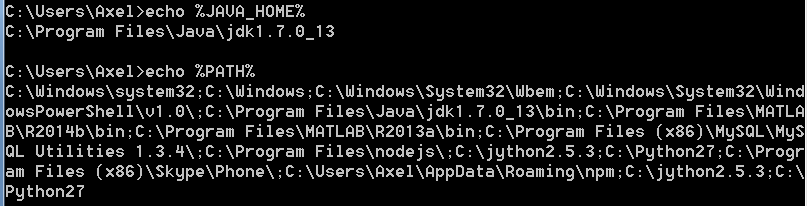 C:\Users\Axel>echo %JAVA_HOME%
C:\Program Files\Java\jdk1.7.0_13
C:\Users\Axel>echo %PATH%
C:\Windows\system32;C:\Windows;C:\Windows\System32\Wbem;C:\Windows\System32\Wind
owsPowerShell\v1.0\;C:\Program Files\Java\jdk1.7.0_13\bin;C:\Program Files\MATLA
B\R2014b\bin;C:\Program Files\MATLAB\R2013a\bin;C:\Program Files (x86)\MySQL\MyS
QL Utilities 1.3.4\;C:\Program Files\nodejs\;C:\jython2.5.3;C:\Python27;C:\Progr
am Files (x86)\Skype\Phone\;C:\Users\Axel\AppData\Roaming\npm;C:\jython2.5.3;C:\
Python27